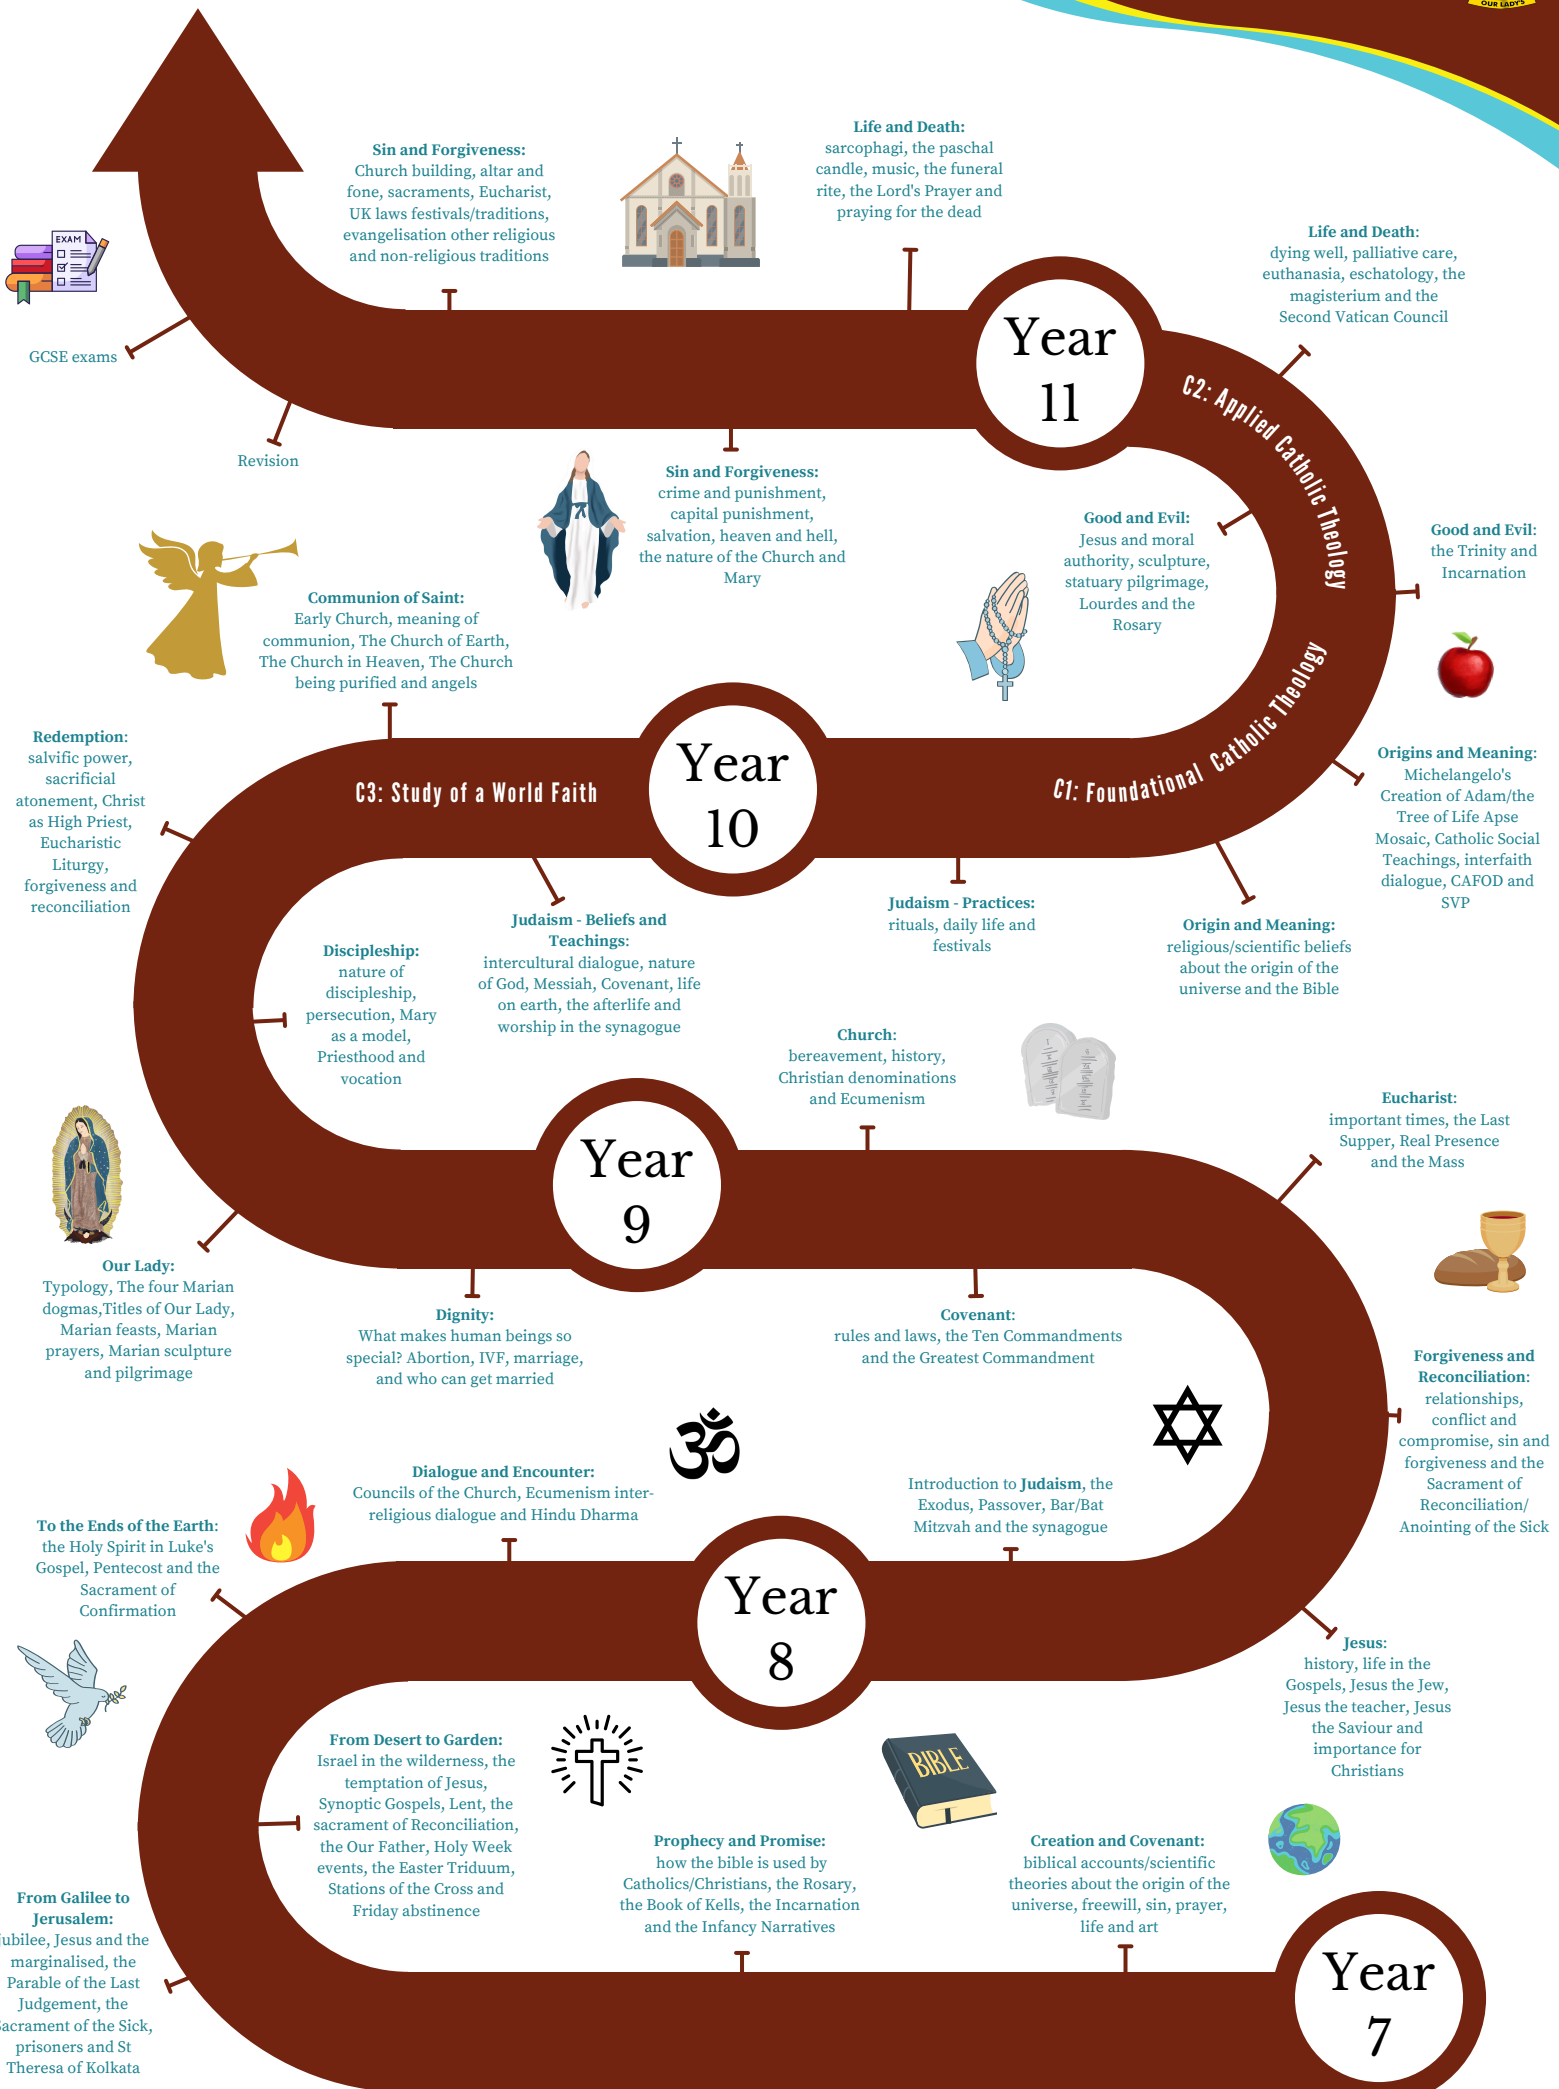 OUR LADY'S
Sin and Forgiveness:
Church building, altar and
fone, sacraments, Eucharist,
UK laws festivals/traditions,
evangelisation other religious
and non-religious traditions
Life and Death:
sarcophagi, the paschal
candle, music, the funeral
rite, the Lord's Prayer and
praying for the dead
Life and Death:
dying well, palliative care,
euthanasia, eschatology, the
magisterium and the
Second Vatican Council
EXAM
GCSE exams
Revision
Year
11
C2: Applied Catholic Theology
Sin and Forgiveness:
crime and punishment,
capital punishment,
salvation, heaven and hell,
the nature of the Church and
Mary
Good and Evil:
Jesus and moral
authority, sculpture,
statuary pilgrimage,
Lourdes and the
Rosary
Good and Evil:
the Trinity and
Incarnation
Communion of Saint:
Early Church, meaning of
communion, The Church of Earth,
The Church in Heaven, The Church
being purified and angels
C1: Foundational Catholic Theology
Redemption:
salvific power,
sacrificial
atonement, Christ
as High Priest,
Eucharistic
Liturgy,
forgiveness and
reconciliation
C3: Study of a World Faith
Year
10
Origins and Meaning:
Michelangelo's
Creation of Adam/the
Tree of Life Apse
Mosaic, Catholic Social
Teachings, interfaith
dialogue, CAFOD and
SVP
Judaism - Beliefs and
Teachings:
intercultural dialogue, nature
of God, Messiah, Covenant, life
on earth, the afterlife and
worship in the synagogue
Judaism - Practices:
rituals, daily life and
festivals
Origin and Meaning:
religious/scientific beliefs
about the origin of the
universe and the Bible
Discipleship:
nature of
discipleship,
persecution, Mary
as a model,
Priesthood and
vocation
Church:
bereavement, history,
Christian denominations
and Ecumenism
Eucharist:
important times, the Last
Supper, Real Presence
and the Mass
Year
9
Our Lady:
Typology, The four Marian
dogmas,Titles of Our Lady,
Marian feasts, Marian
prayers, Marian sculpture
and pilgrimage
Dignity:
What makes human beings so
special? Abortion, IVF, marriage,
and who can get married
Covenant:
rules and laws, the Ten Commandments
and the Greatest Commandment
Forgiveness and
Reconciliation:
relationships,
conflict and
compromise, sin and
forgiveness and the
Sacrament of
Reconciliation/
Anointing of the Sick
ॐ
Dialogue and Encounter:
Councils of the Church, Ecumenism inter-
religious dialogue and Hindu Dharma
Introduction to Judaism, the
Exodus, Passover, Bar/Bat
Mitzvah and the synagogue
To the Ends of the Earth:
the Holy Spirit in Luke's
Gospel, Pentecost and the
Sacrament of
Confirmation
Year
8
Jesus:
history, life in the
Gospels, Jesus the Jew,
Jesus the teacher, Jesus
the Saviour and
importance for
Christians
From Desert to Garden:
Israel in the wilderness, the
temptation of Jesus,
Synoptic Gospels, Lent, the
sacrament of Reconciliation,
the Our Father, Holy Week
events, the Easter Triduum,
Stations of the Cross and
Friday abstinence
BIBLE
Prophecy and Promise:
how the bible is used by
Catholics/Christians, the Rosary,
the Book of Kells, the Incarnation
and the Infancy Narratives
Creation and Covenant:
biblical accounts/scientific
theories about the origin of the
universe, freewill, sin, prayer,
life and art
From Galilee to
Jerusalem:
jubilee, Jesus and the
marginalised, the
Parable of the Last
Judgement, the
Sacrament of the Sick,
prisoners and St
Theresa of Kolkata
Year
7